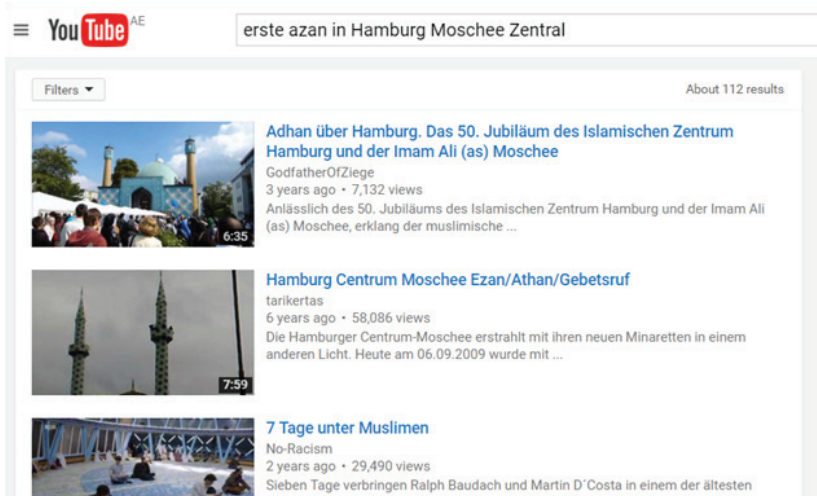 YouTube AE
erste azan in Hamburg Moschee Zentral
Filters
About 112 results
Adhan über Hamburg. Das 50. Jubiläum des Islamischen Zentrum
Hamburg und der Imam Ali (as) Moschee
GodfatherOfZiege
3 years ago • 7,132 views
Anlässlich des 50. Jubiläums des Islamischen Zentrum Hamburg und der Imam Ali
(as) Moschee, erklang der muslimische ...
6:35
Hamburg Centrum Moschee Ezan/Athan/Gebetsruf
tarikertas
6 years ago • 58,086 views
Die Hamburger Centrum-Moschee erstrahlt mit ihren neuen Minaretten in einem
anderen Licht. Heute am 06.09.2009 wurde mit ...
7:59
7 Tage unter Muslimen
No-Racism
2 years ago • 29,490 views
Sieben Tage verbringen Ralph Baudach und Martin D´Costa in einem der ältesten